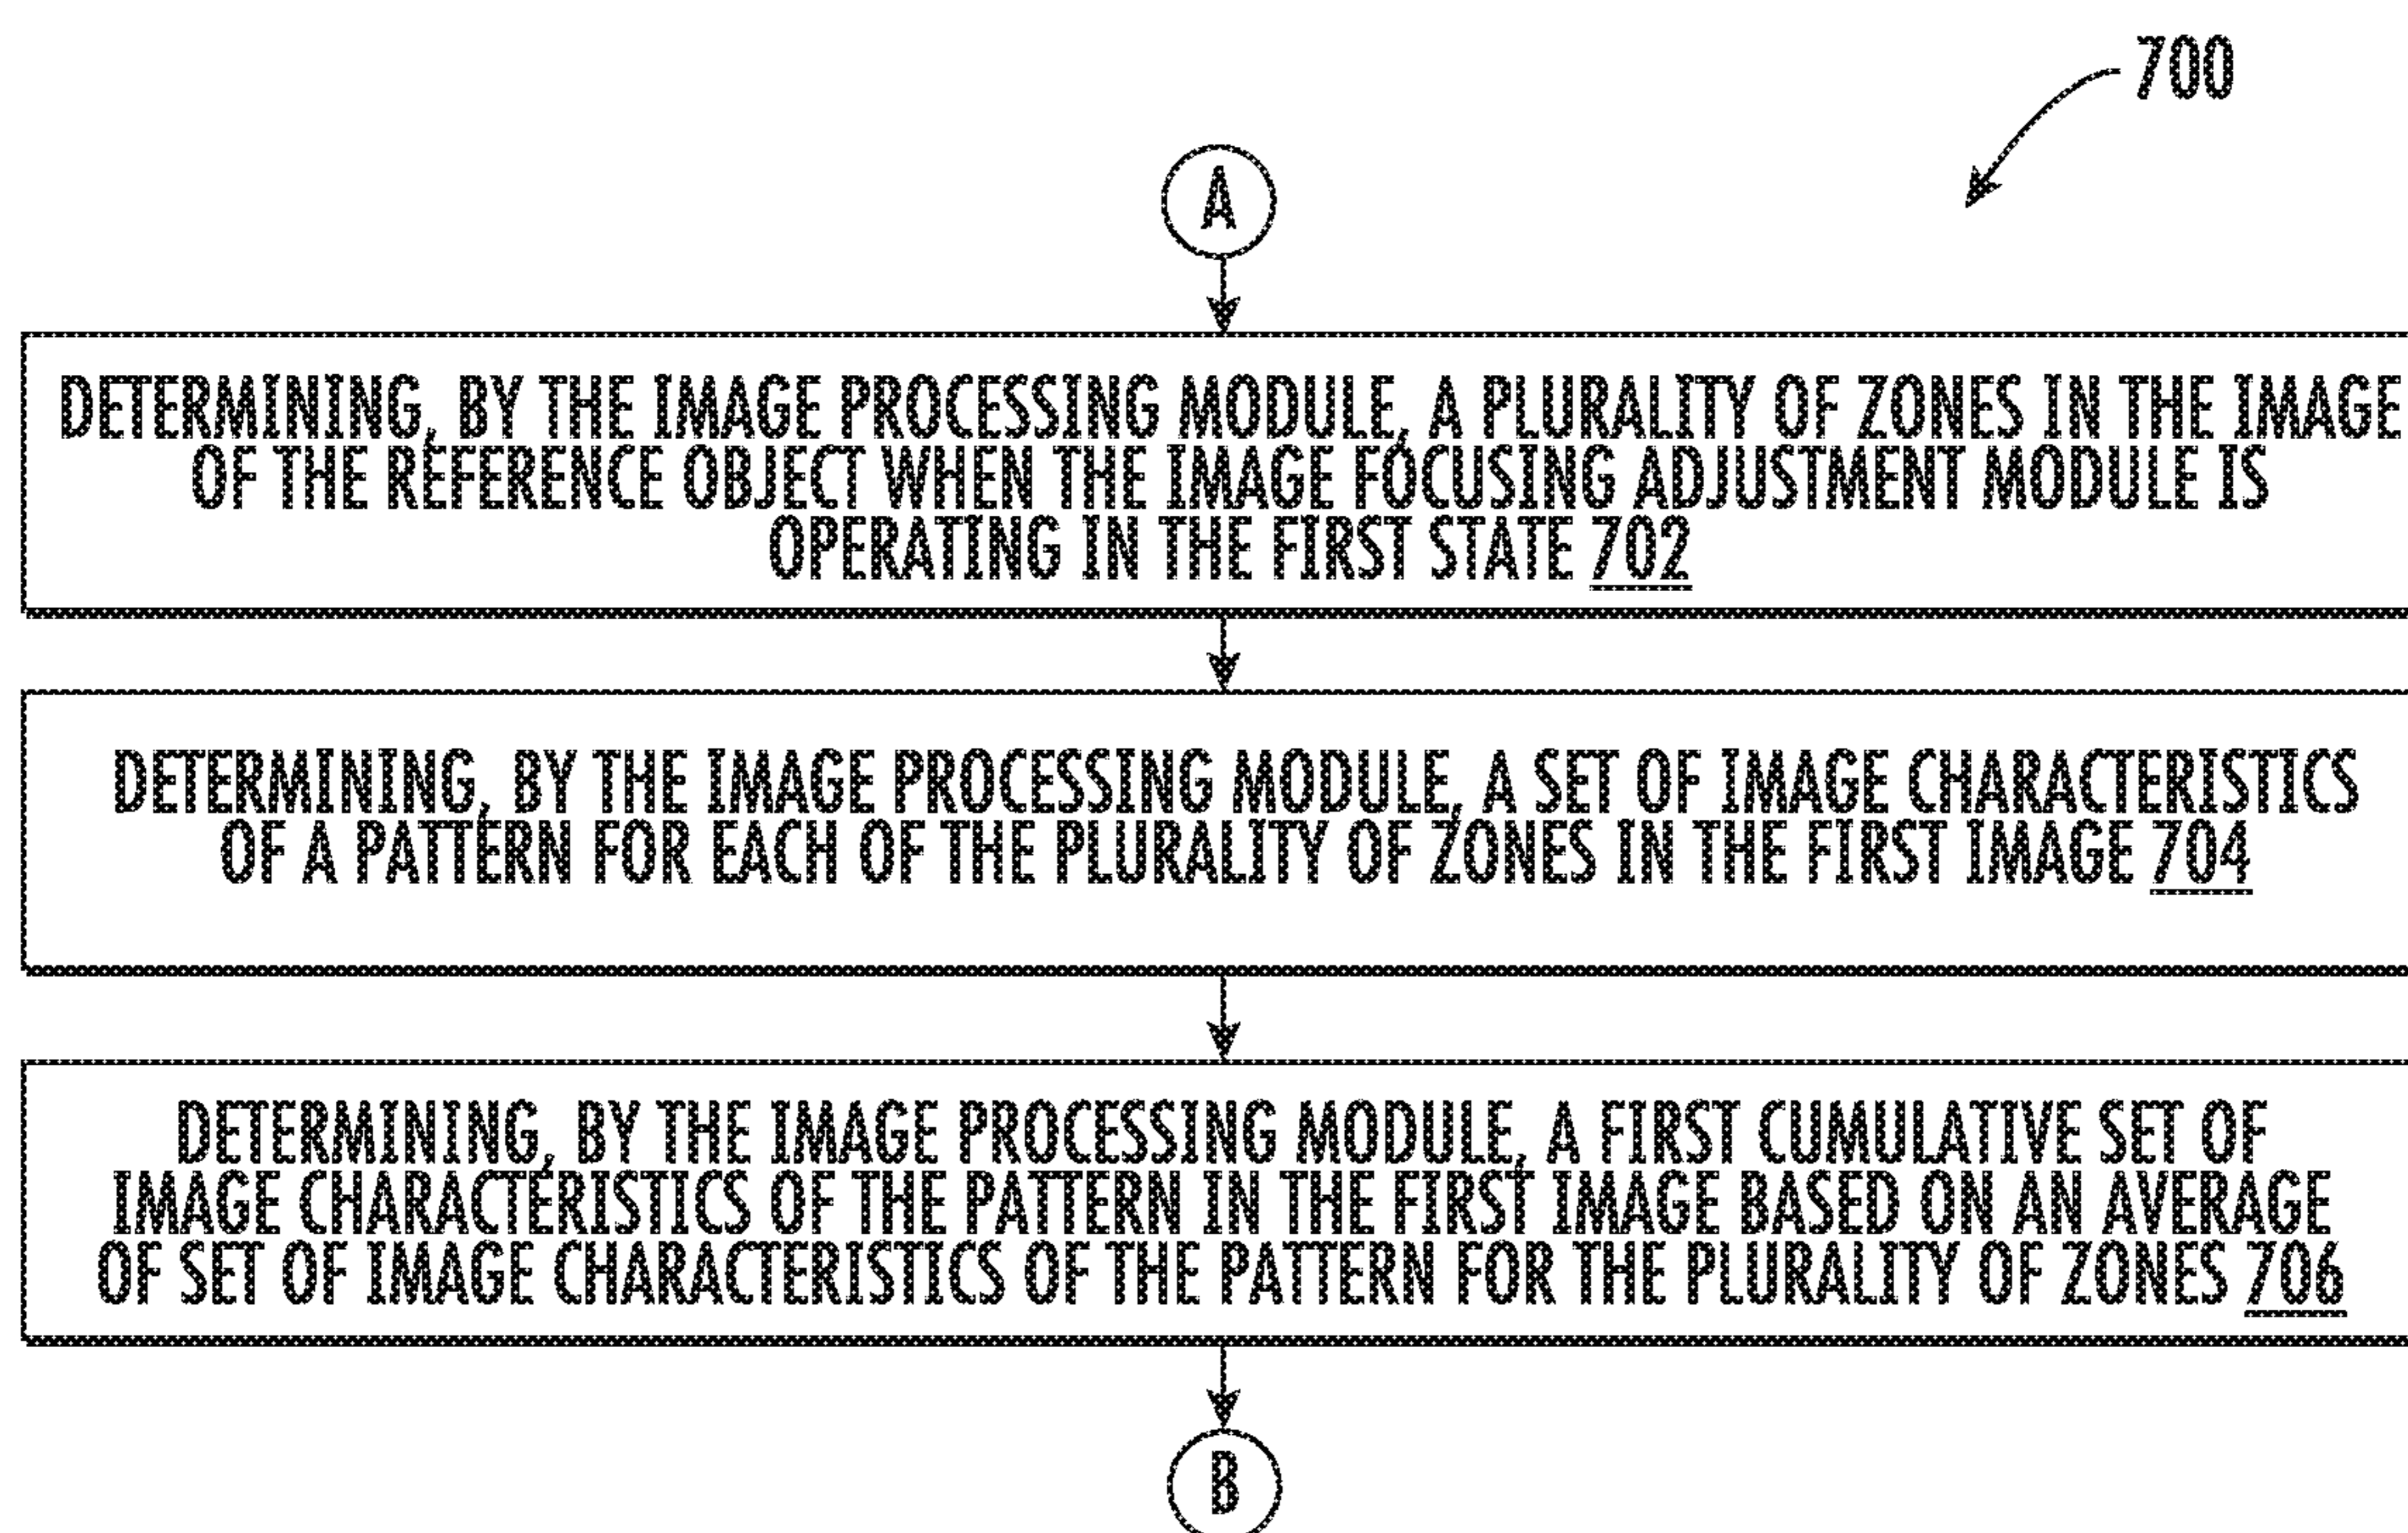 700
A
DETERMINING, BY THE IMAGE PROCESSING MODULE, A PLURALITY OF ZONES IN THE IMAGE
OF THE REFERENCE OBJECT WHEN THE IMAGE FOCUSING ADJUSTMENT MODULE IS
OPERATING IN THE FIRST STATE 702
DETERMINING, BY THE IMAGE PROCESSING MODULE, A SET OF IMAGE CHARACTERISTICS
OF A PATTERN FOR EACH OF THE PLURALITY OF ZONES IN THE FIRST IMAGE 704
DETERMINING, BY THE IMAGE PROCESSING MODULE, A FIRST CUMULATIVE SET OF
IMAGE CHARACTERISTICS OF THE PATTERN IN THE FIRST IMAGE BASED ON AN AVERAGE
OF SET OF IMAGE CHARACTERISTICS OF THE PATTERN FOR THE PLURALITY OF ZONES 706
B